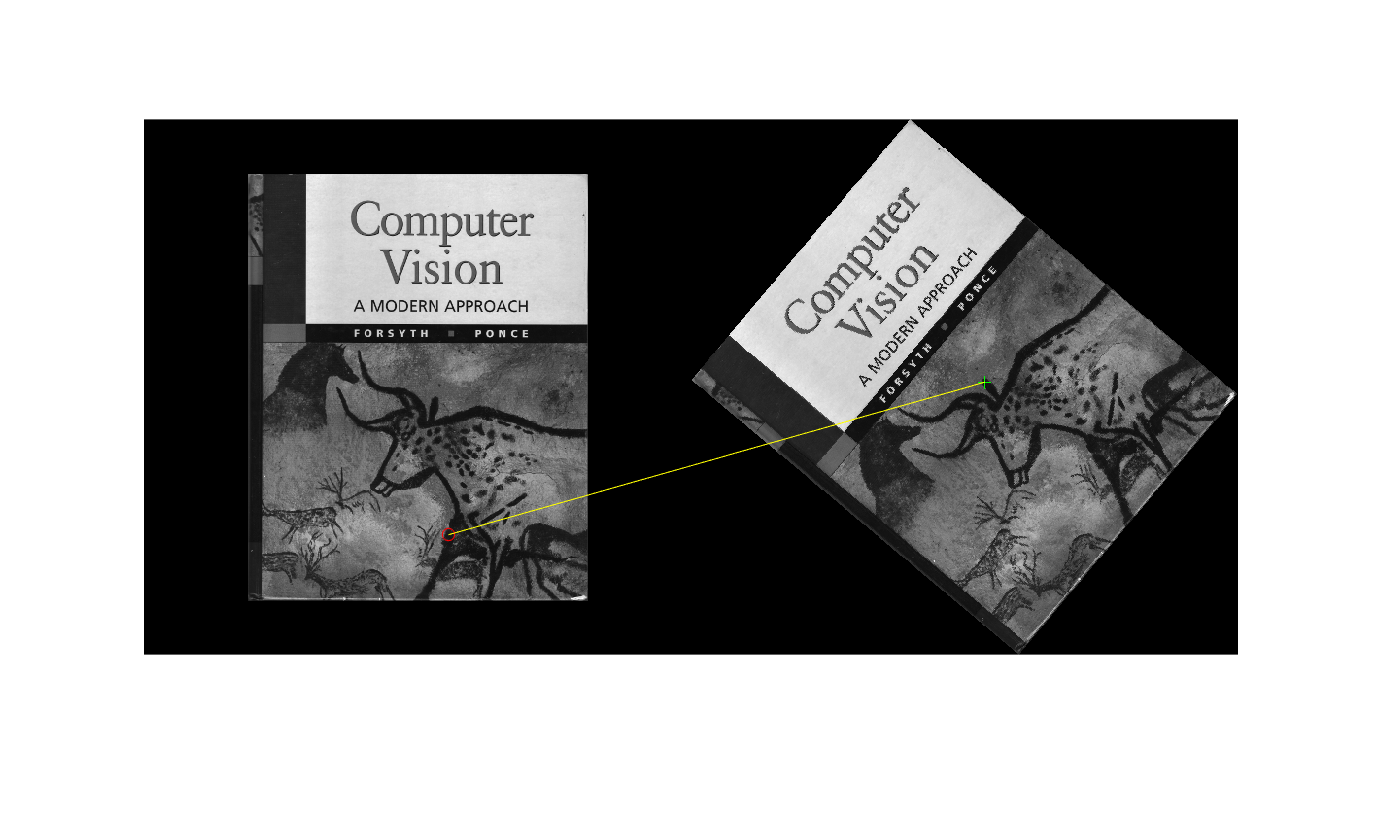 Computer
Vision
A MODERN APPROACH
FORSYTH PONCE
Computer
Vision
A MODERN APPROACH
FORSYTH PONCE